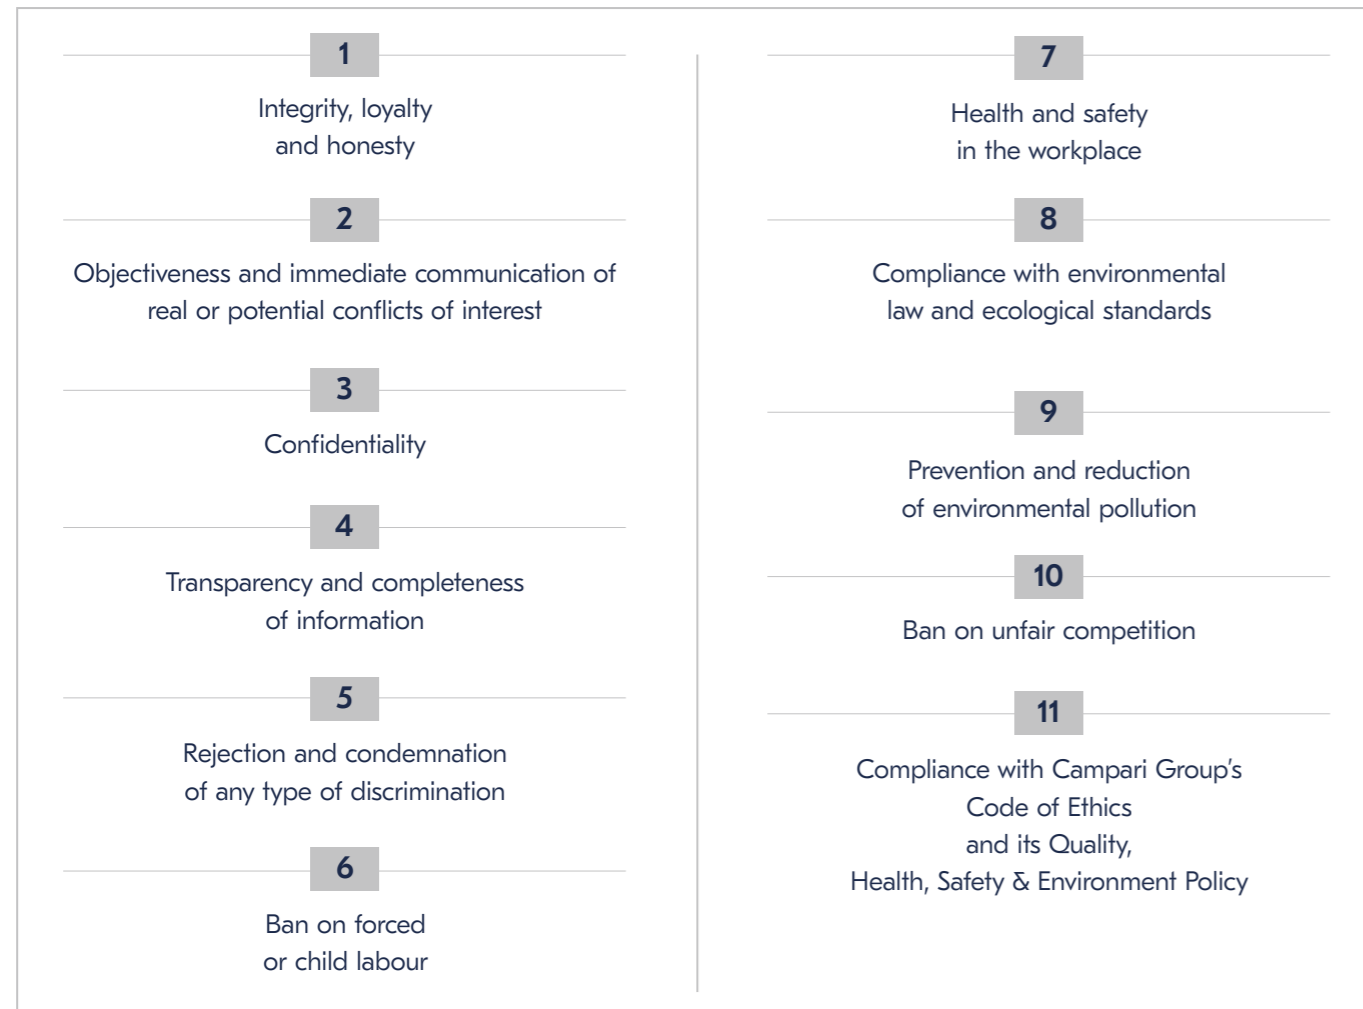 1
Integrity, loyalty
and honesty
2
Objectiveness and immediate communication of
real or potential conflicts of interest
3
Confidentiality
4
Transparency and completeness
of information
5
Rejection and condemnation
of any type of discrimination
6
Ban on forced
or child labour
7
Health and safety
in the workplace
8
Compliance with environmental
law and ecological standards
9
Prevention and reduction
of environmental pollution
10
Ban on unfair competition
11
Compliance with Campari Group's
Code of Ethics
and its Quality,
Health, Safety & Environment Policy